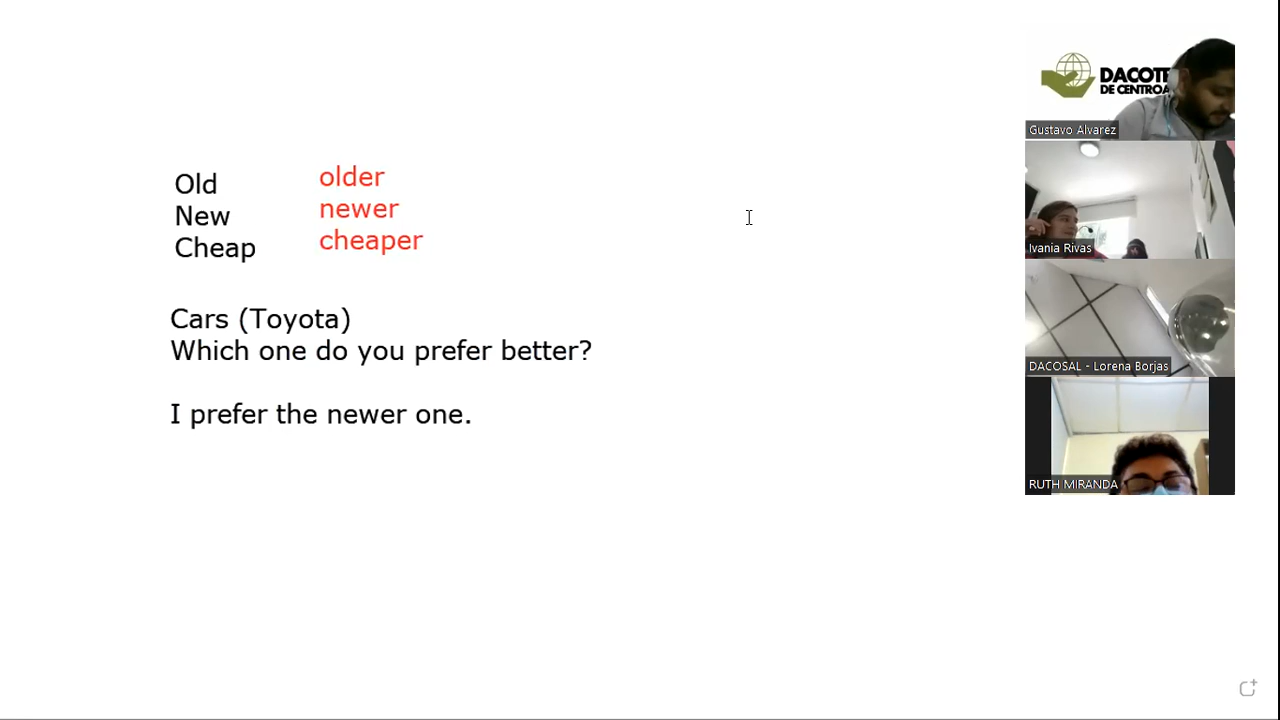 Old older
New newer
Cheap cheaper
Cars (Toyota)
Which one do you prefer better?
I prefer the newer one.
DE CENTROA
Gustavo Alvarez
Ivania Rivas
DACOSAL - Lorena Borjas
RUTH MIRANDA